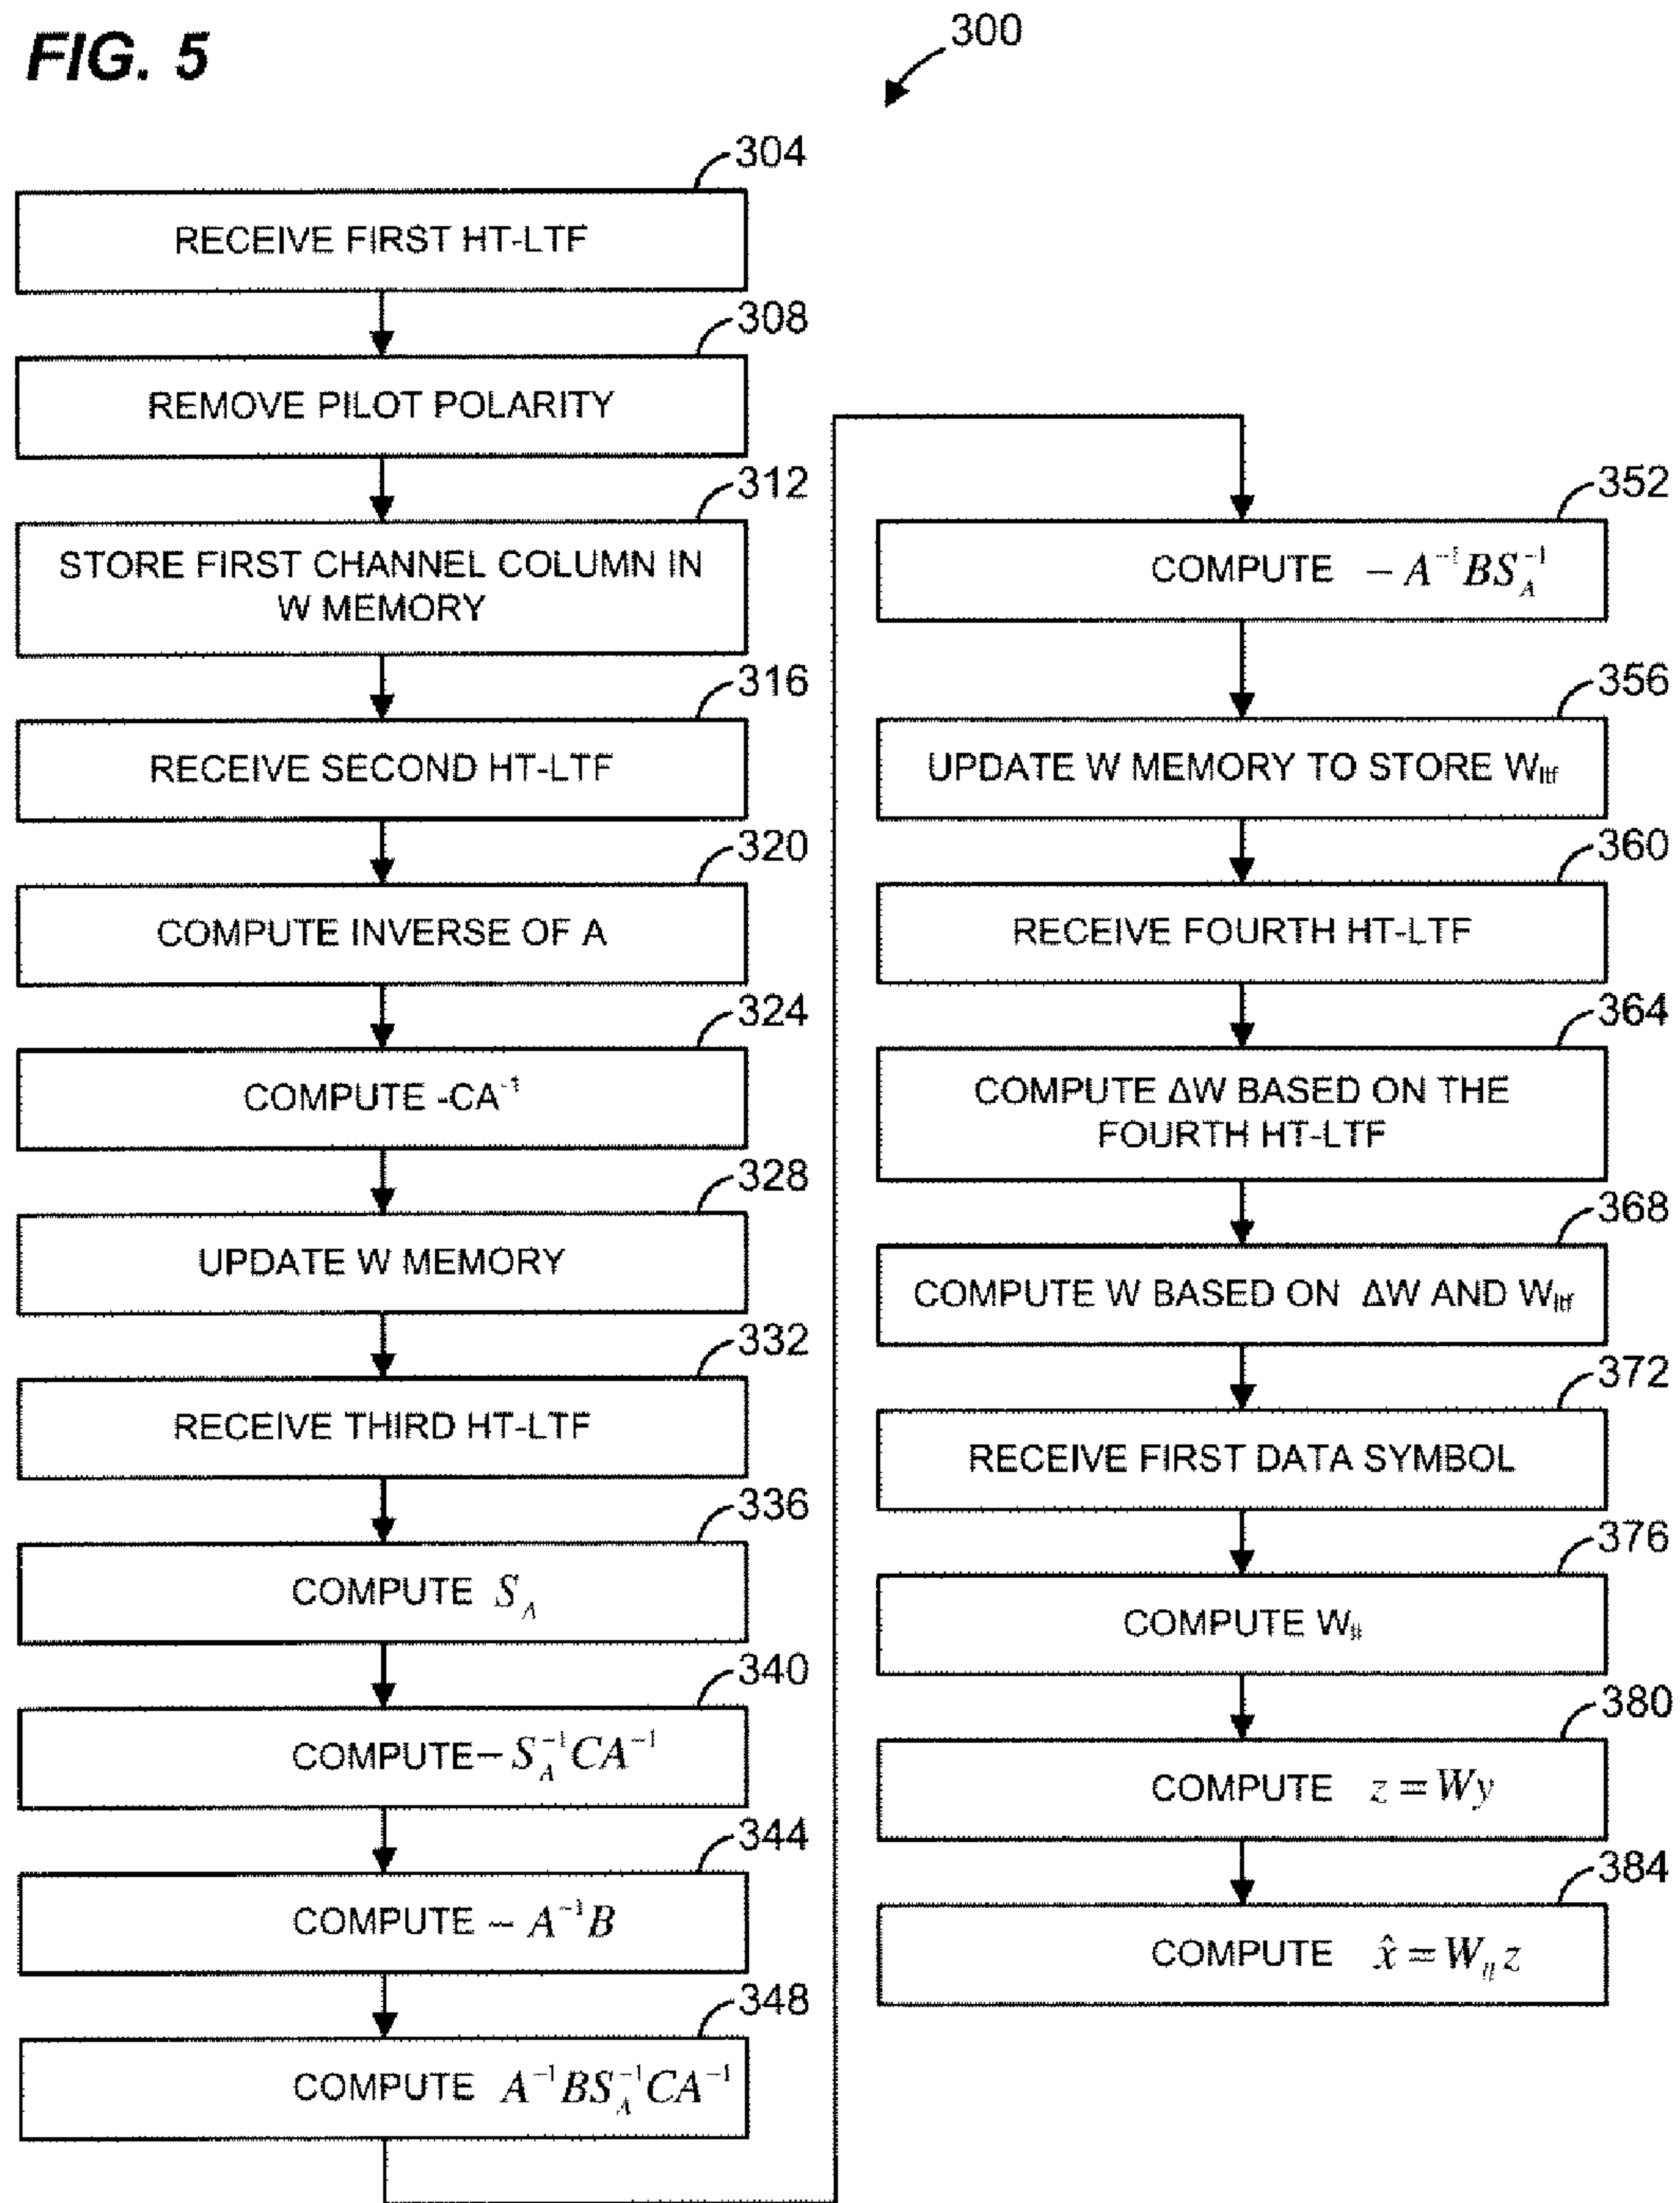 FIG. 5
300
304
RECEIVE FIRST HT-LTF
308
REMOVE PILOT POLARITY
312
STORE FIRST CHANNEL COLUMN IN
W MEMORY
316
RECEIVE SECOND HT-LTF
320
COMPUTE INVERSE OF A
324
COMPUTE -CA⁻¹
328
UPDATE W MEMORY
332
RECEIVE THIRD HT-LTF
336
COMPUTE S_A
340
COMPUTE – S_A⁻¹CA⁻¹
344
COMPUTE – A⁻¹B
348
COMPUTE A⁻¹BS_A⁻¹CA⁻¹
352
COMPUTE – A⁻¹BS_A⁻¹
356
UPDATE W MEMORY TO STORE W_ltf
360
RECEIVE FOURTH HT-LTF
364
COMPUTE ΔW BASED ON THE
FOURTH HT-LTF
368
COMPUTE W BASED ON ΔW AND W_ltf
372
RECEIVE FIRST DATA SYMBOL
376
COMPUTE W_tt
380
COMPUTE z = Wy
384
COMPUTE x̂ = W_tt z